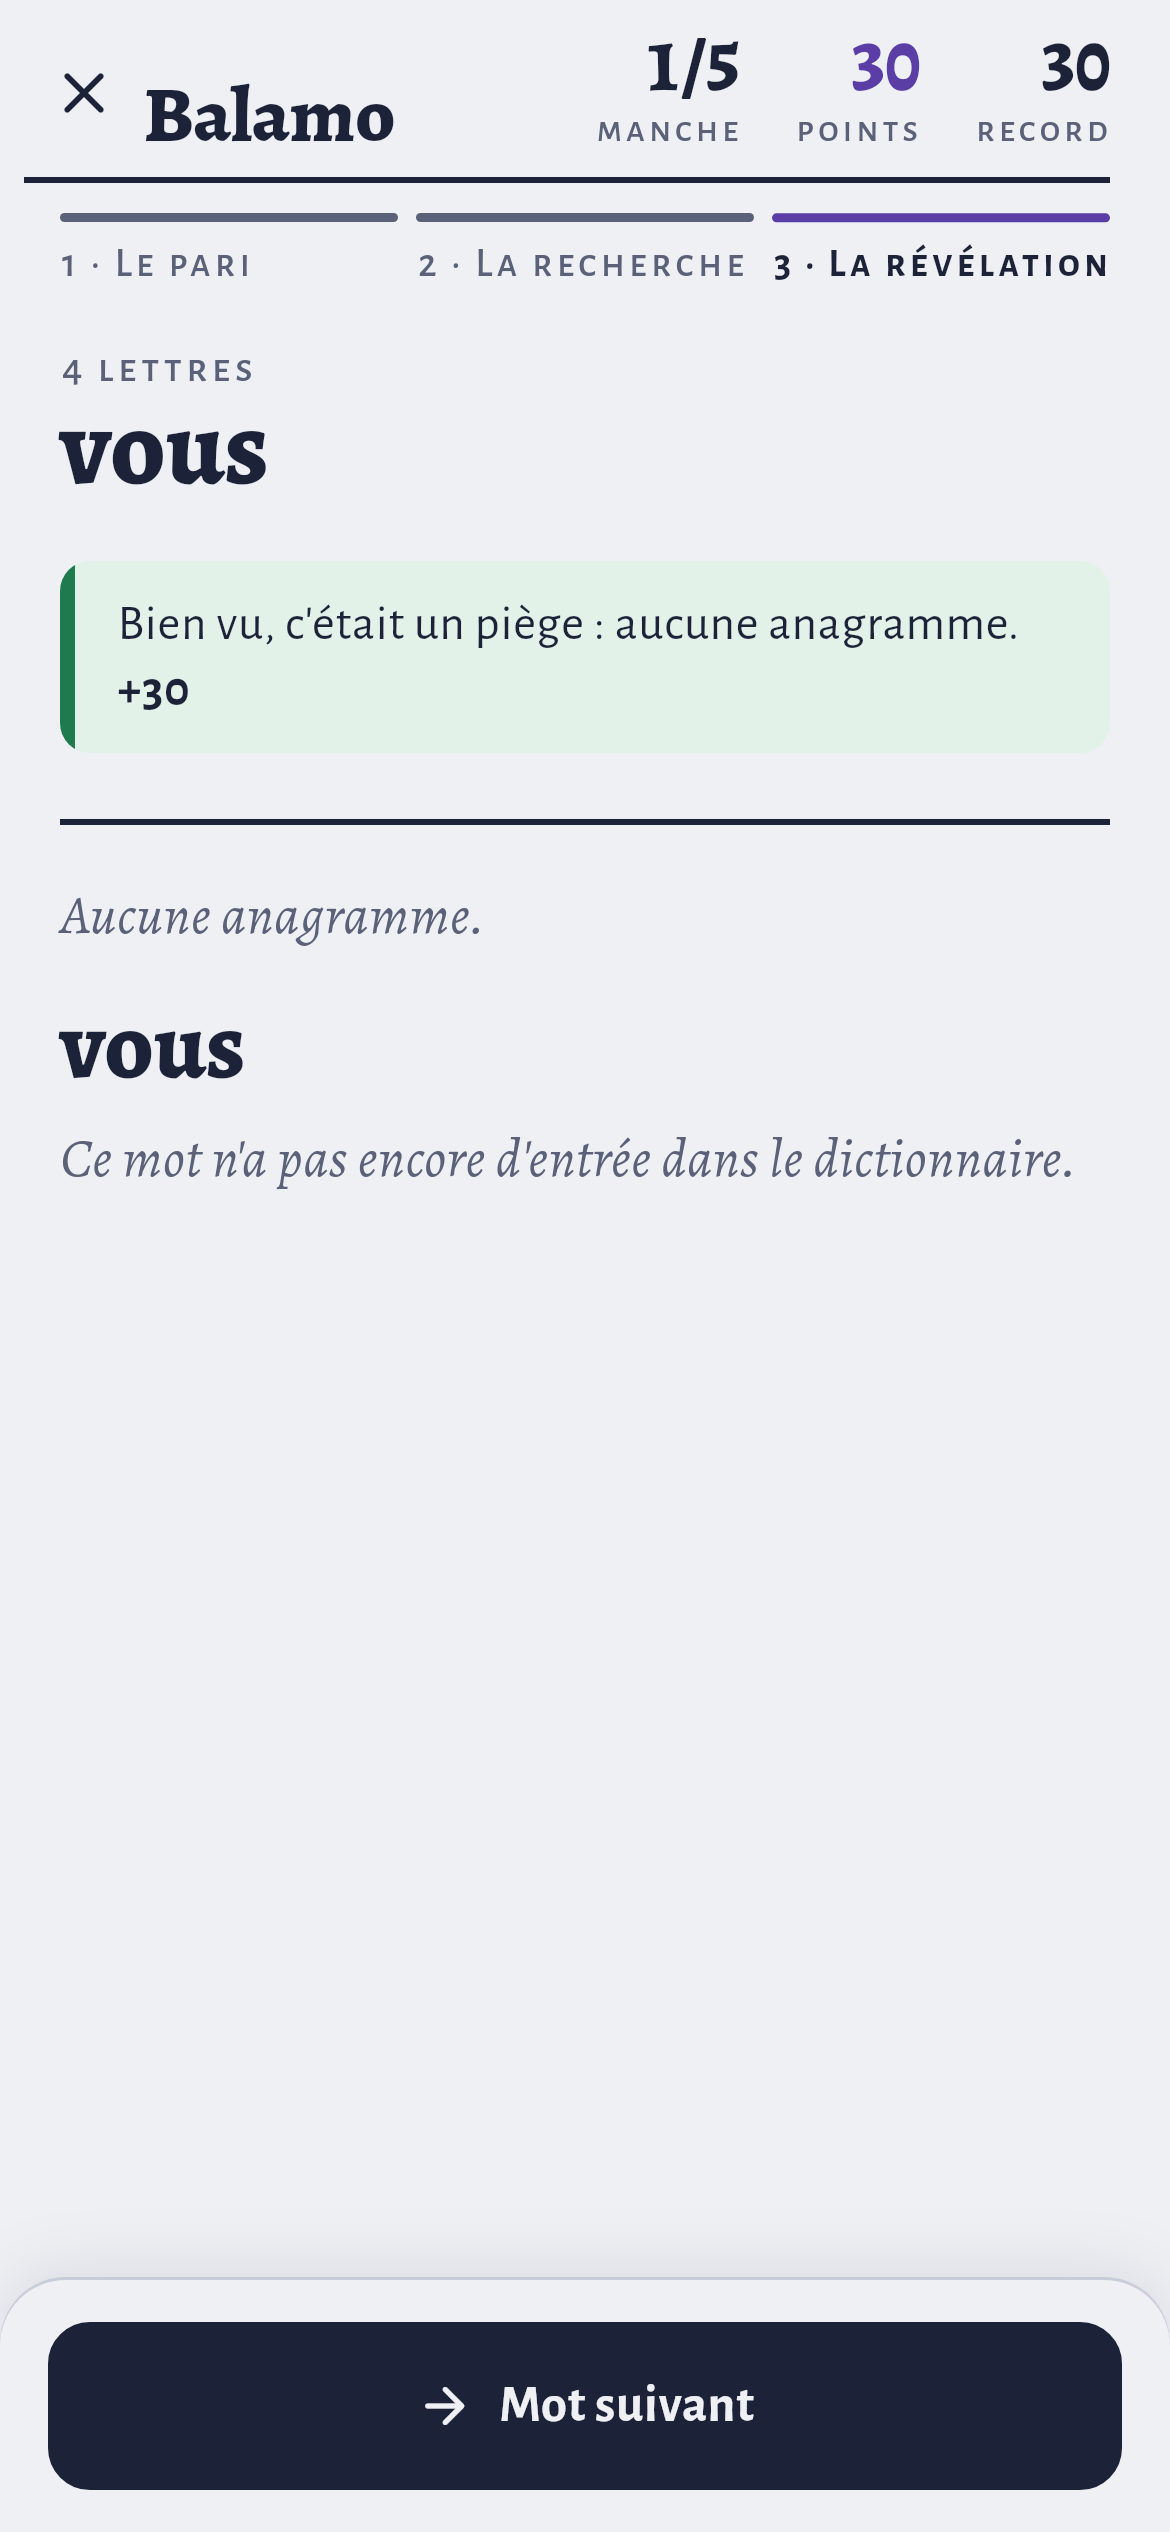 Balamo
1/5
MANCHE
30
POINTS
30
RECORD
1 · LE PARI
2 · LA RECHERCHE
3 · LA RÉVÉLATION
4 LETTRES
vous
Bien vu, c'était un piège : aucune anagramme.
+30
Aucune anagramme.
vous
Ce mot n'a pas encore d'entrée dans le dictionnaire.
Mot suivant